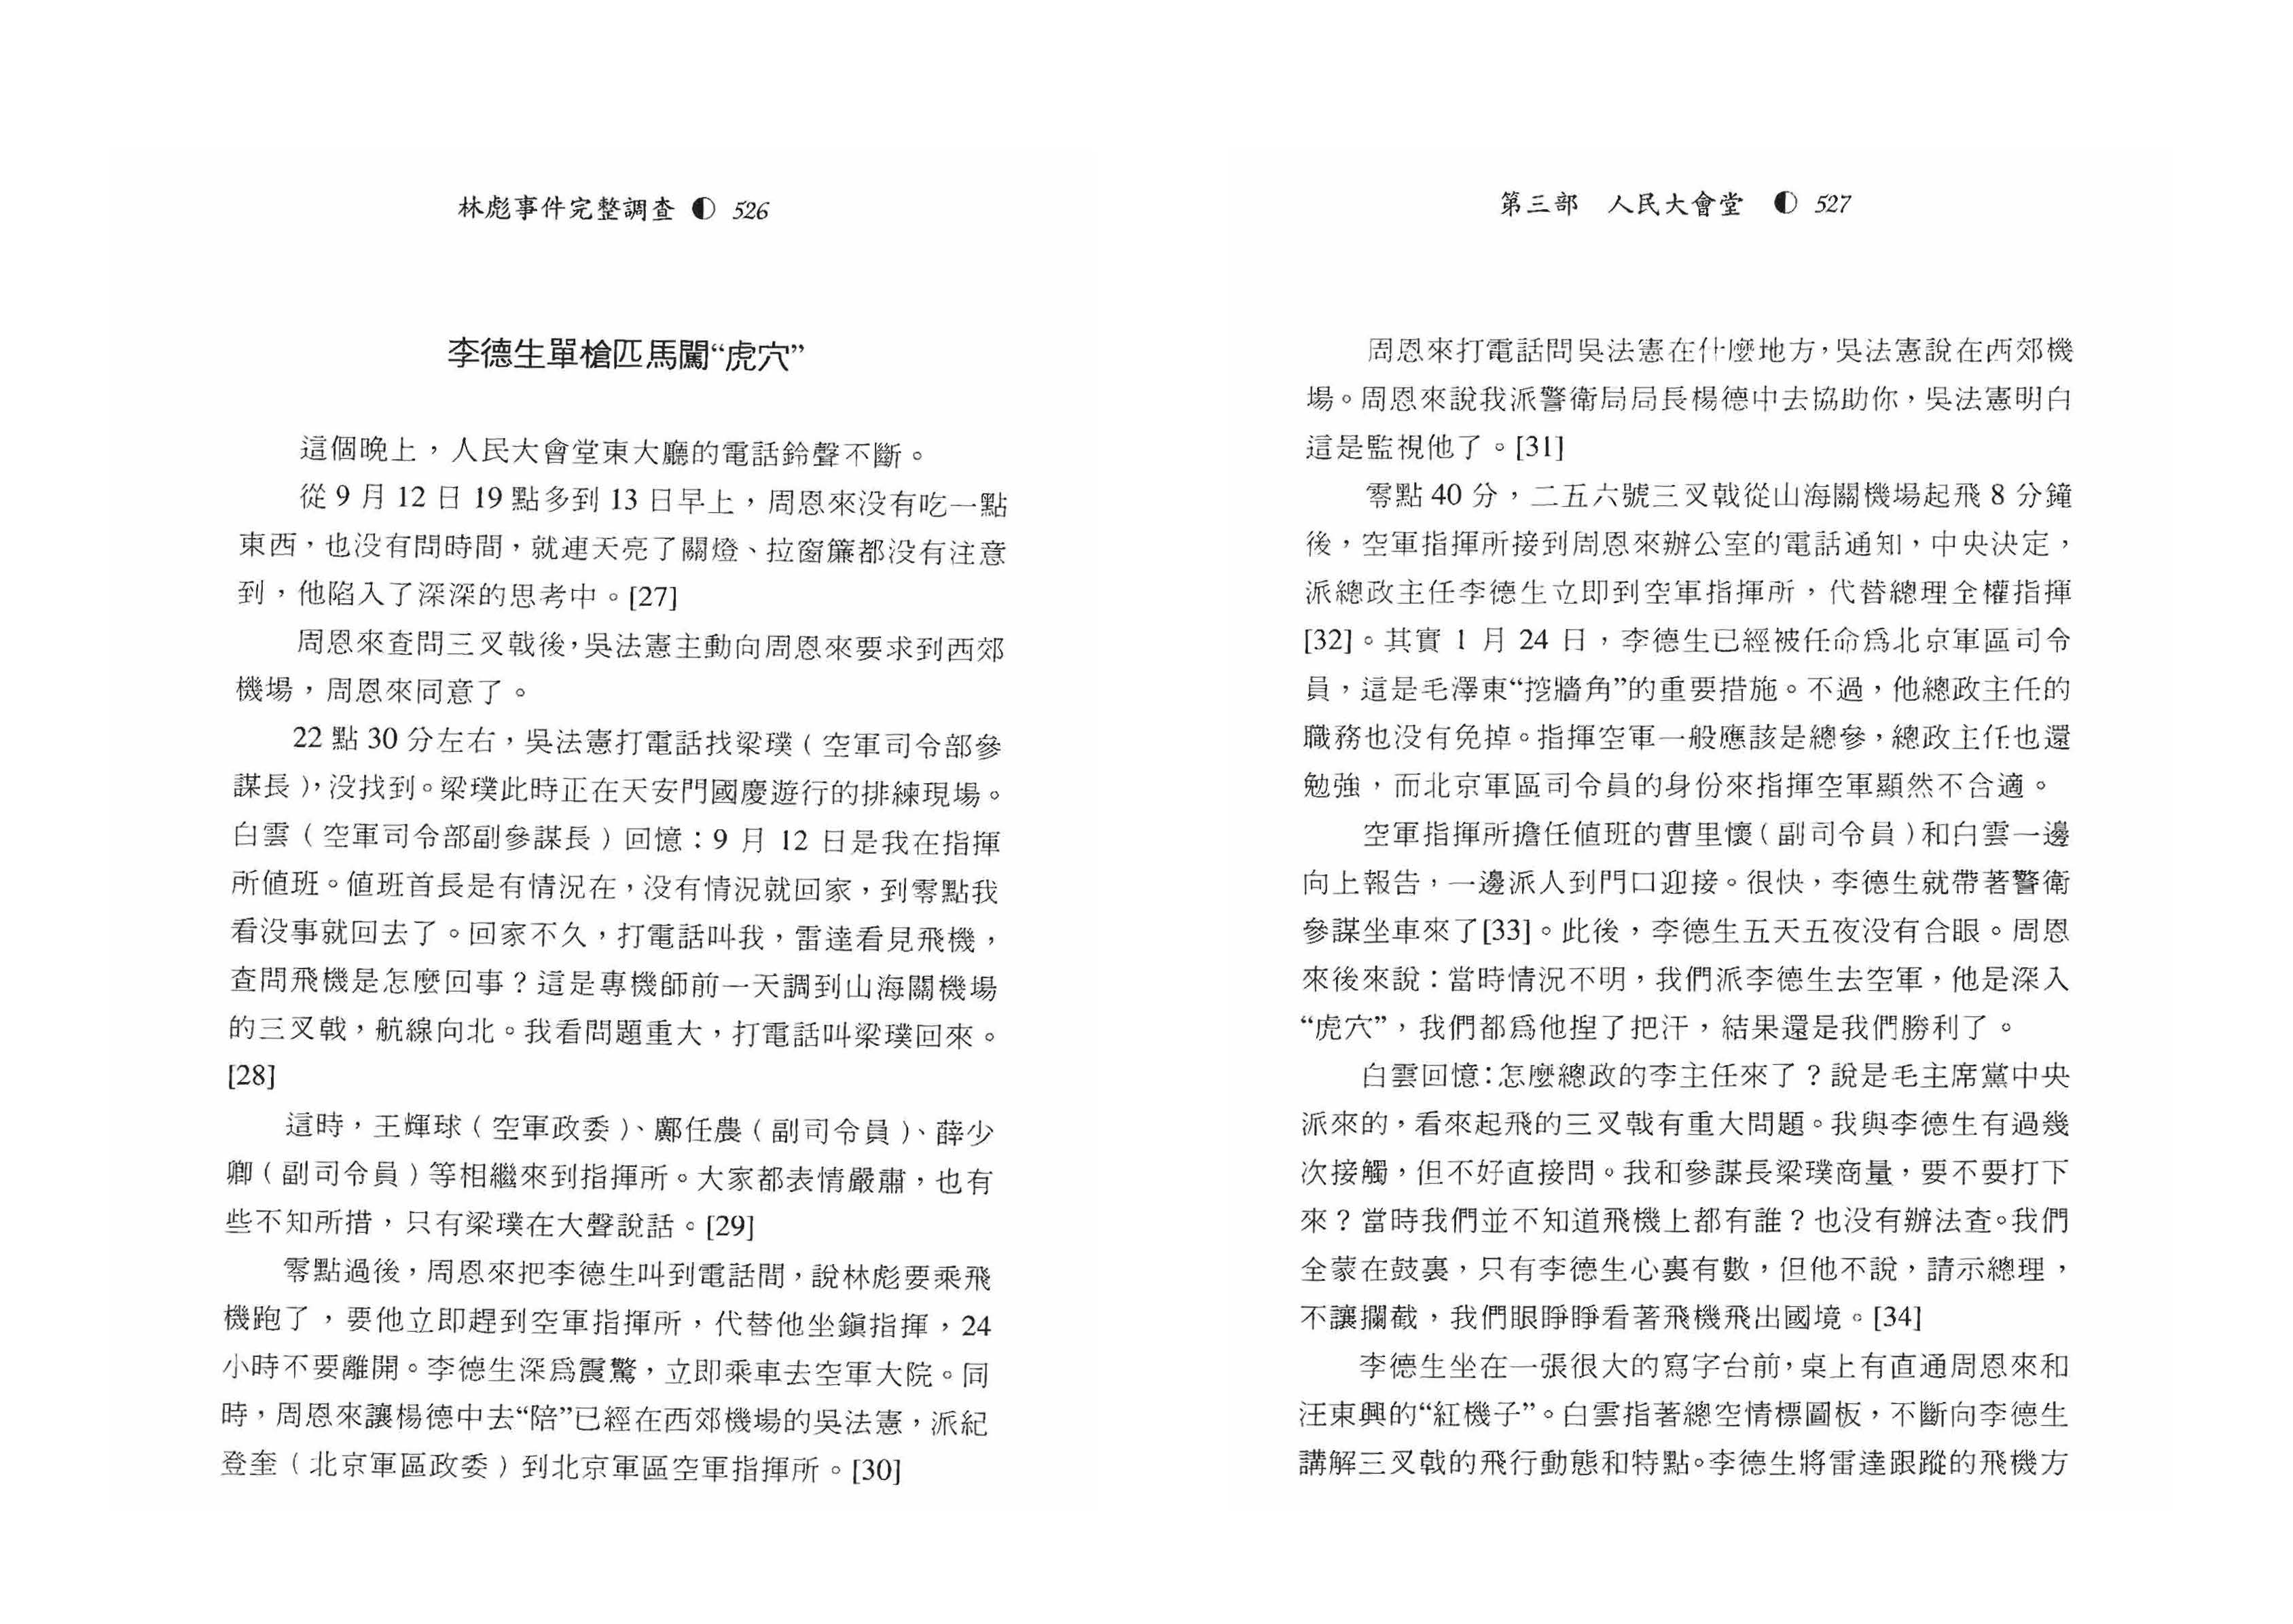 林彪事件完整調查 ◐ 526
李德生單槍匹馬闖“虎穴”
這個晚上，人民大會堂東大廳的電話鈴聲不斷。
從 9 月 12 日 19 點多到 13 日早上，周恩來没有吃一點
東西，也没有問時間，就連天亮了關燈、拉窗簾都没有注意
到，他陷入了深深的思考中。[27]
周恩來查問三叉戟後，吳法憲主動向周恩來要求到西郊
機場，周恩來同意了。
22 點 30 分左右，吳法憲打電話找梁璞（空軍司令部參
謀長），没找到。梁璞此時正在天安門國慶遊行的排練現場。
白雲（空軍司令部副參謀長）回憶：9 月 12 日是我在指揮
所値班。値班首長是有情況在，没有情況就回家，到零點我
看没事就回去了。回家不久，打電話叫我，雷達看見飛機，
查問飛機是怎麼回事？這是專機師前一天調到山海關機場
的三叉戟，航線向北。我看問題重大，打電話叫梁璞回來。
[28]
這時，王輝球（空軍政委）、鄺任農（副司令員）、薛少
卿（副司令員）等相繼來到指揮所。大家都表情嚴肅，也有
些不知所措，只有梁璞在大聲說話。[29]
零點過後，周恩來把李德生叫到電話間，說林彪要乘飛
機跑了，要他立即趕到空軍指揮所，代替他坐鎭指揮，24
小時不要離開。李德生深爲震驚，立即乘車去空軍大院。同
時，周恩來讓楊德中去“陪”已經在西郊機場的吳法憲，派紀
登奎（北京軍區政委）到北京軍區空軍指揮所。[30]
第三部　人民大會堂 ◐ 527
周恩來打電話問吳法憲在什麼地方，吳法憲說在西郊機
場。周恩來說我派警衛局局長楊德中去協助你，吳法憲明白
這是監視他了。[31]
零點 40 分，二五六號三叉戟從山海關機場起飛 8 分鐘
後，空軍指揮所接到周恩來辦公室的電話通知，中央決定，
派總政主任李德生立即到空軍指揮所，代替總理全權指揮
[32]。其實 1 月 24 日，李德生已經被任命爲北京軍區司令
員，這是毛澤東“挖牆角”的重要措施。不過，他總政主任的
職務也没有免掉。指揮空軍一般應該是總參，總政主任也還
勉強，而北京軍區司令員的身份來指揮空軍顯然不合適。
空軍指揮所擔任値班的曹里懷（副司令員）和白雲一邊
向上報告，一邊派人到門口迎接。很快，李德生就帶著警衛
參謀坐車來了[33]。此後，李德生五天五夜没有合眼。周恩
來後來說：當時情況不明，我們派李德生去空軍，他是深入
“虎穴”，我們都爲他揑了把汗，結果還是我們勝利了。
白雲回憶：怎麼總政的李主任來了？說是毛主席黨中央
派來的，看來起飛的三叉戟有重大問題。我與李德生有過幾
次接觸，但不好直接問。我和參謀長梁璞商量，要不要打下
來？當時我們並不知道飛機上都有誰？也没有辦法查。我們
全蒙在鼓裏，只有李德生心裏有數，但他不說，請示總理，
不讓攔截，我們眼睜睜看著飛機飛出國境。[34]
李德生坐在一張很大的寫字台前，桌上有直通周恩來和
汪東興的“紅機子”。白雲指著總空情標圖板，不斷向李德生
講解三叉戟的飛行動態和特點。李德生將雷達跟蹤的飛機方